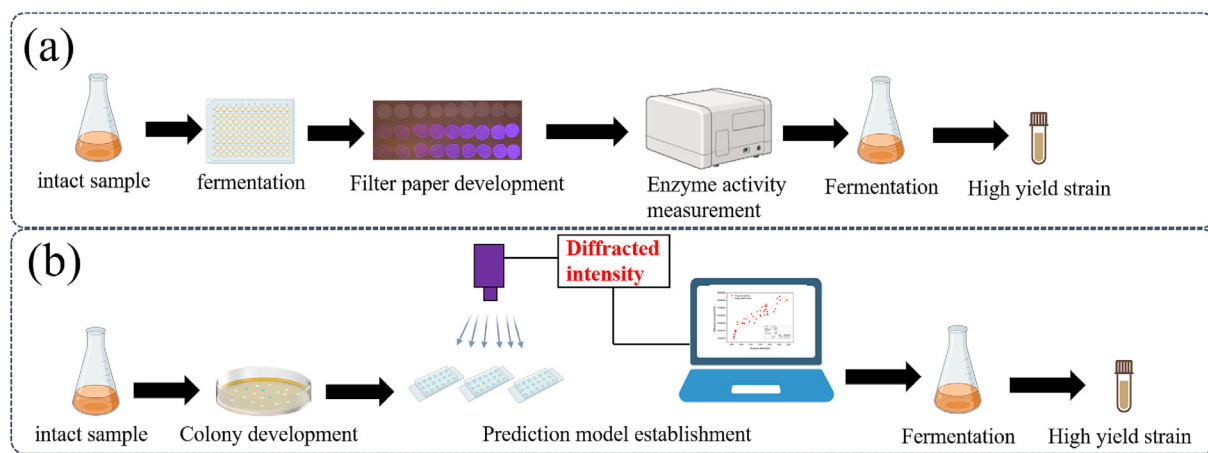 (a)
intact sample
fermentation
Filter paper development
Enzyme activity
measurement
Fermentation
High yield strain
(b)
Diffracted
intensity
intact sample
Colony development
Prediction model establishment
Fermentation
High yield strain